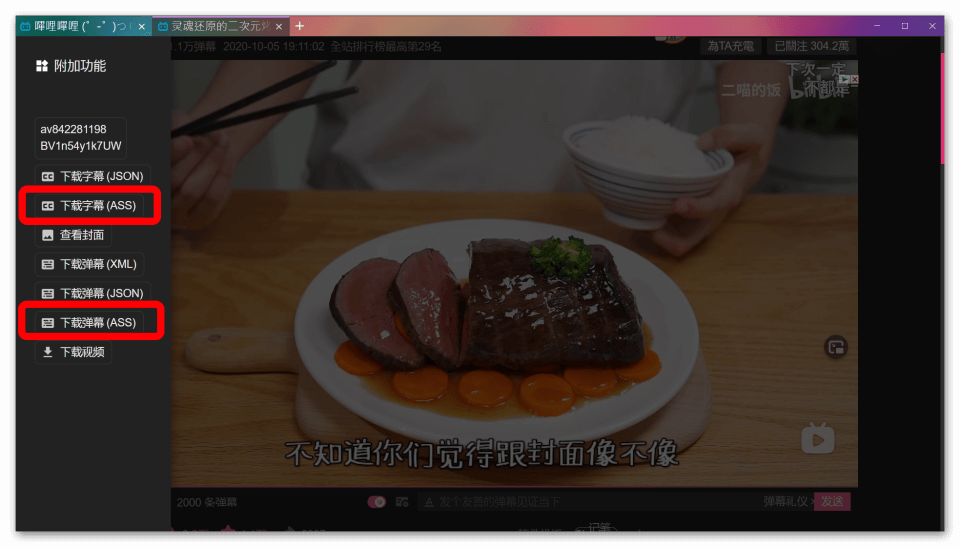 嗶哩嗶哩 (゜-゜)つ
灵魂还原的二次元
1万弹幕 2020-10-05 19:11:02 全站排行榜最高第29名
為TA充電
已關注 304.2萬
附加功能
下次一定
不都是一
二喵的饭
av842281198
BV1n54y1k7UW
下载字幕 (JSON)
下载字幕 (ASS)
查看封面
下载弹幕 (XML)
下载弹幕 (JSON)
下载弹幕 (ASS)
下载视频
不知道你们觉得跟封面像不像
2000 条弹幕
发个友善的弹幕见证当下
弹幕礼仪
发送
记笔